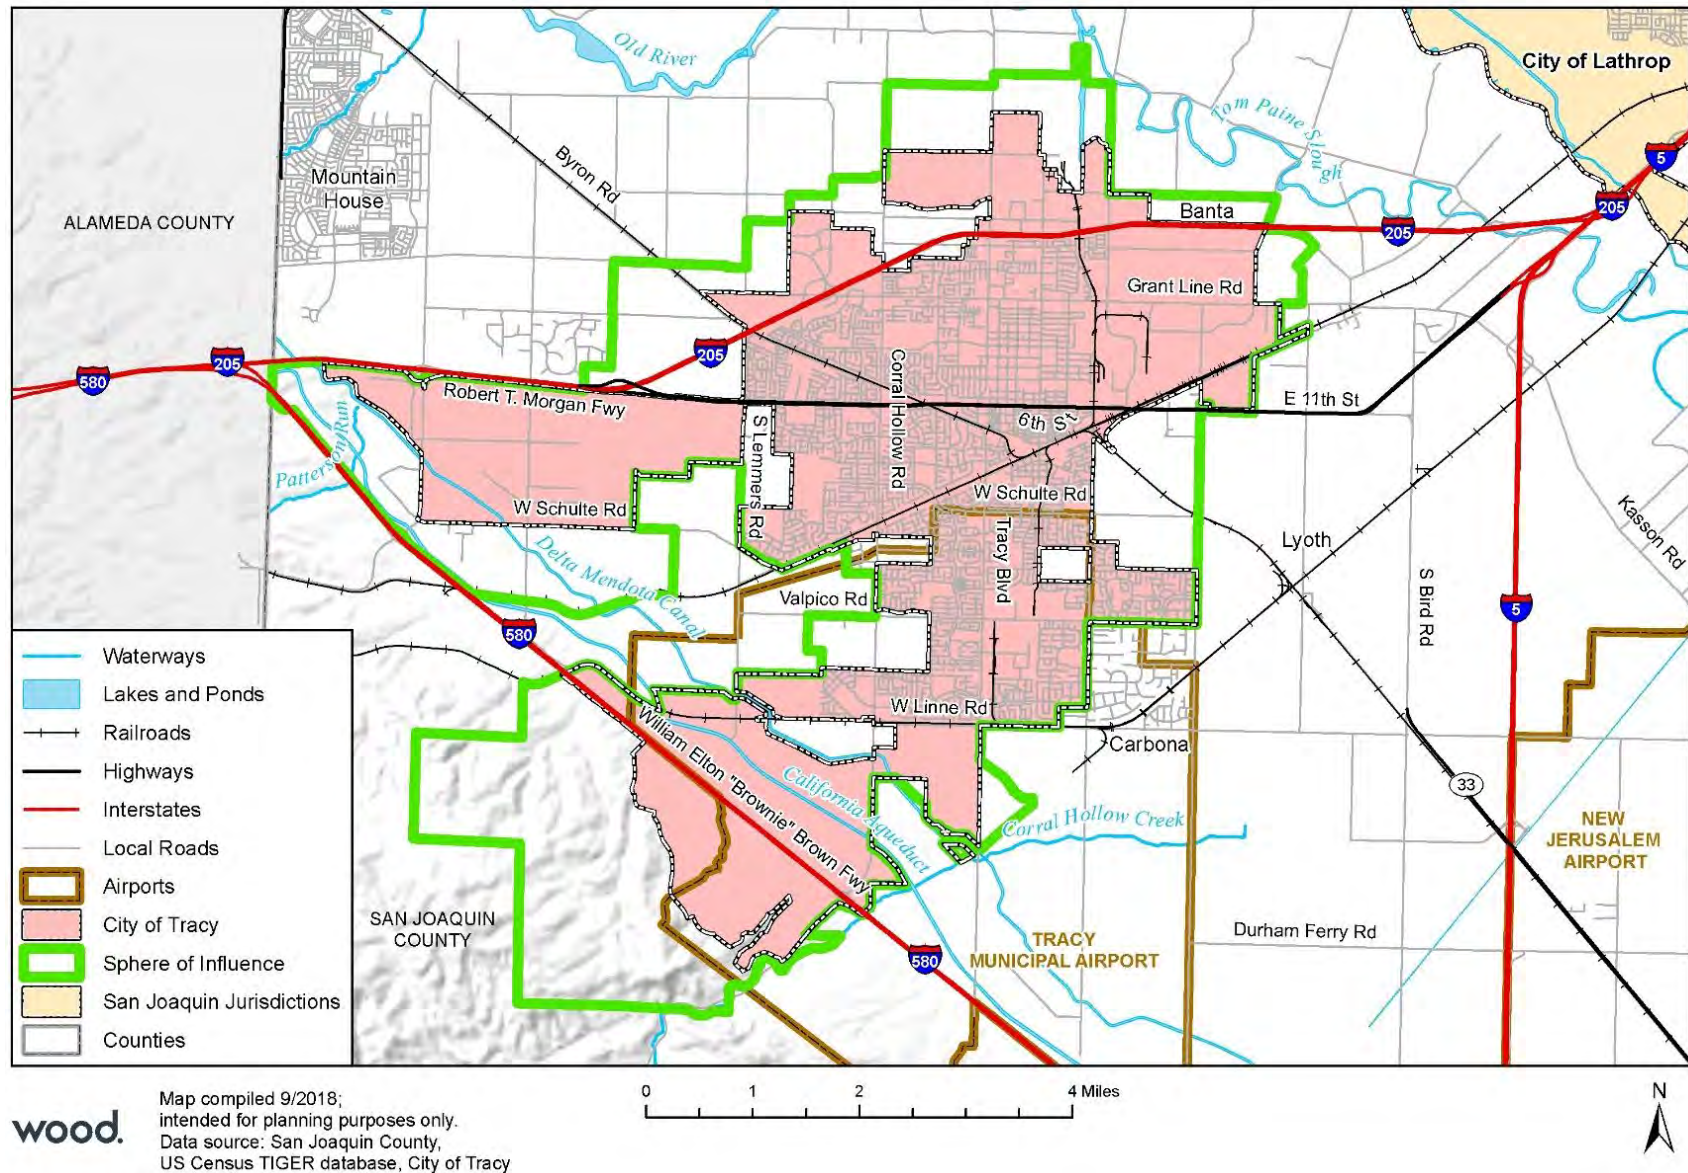 Old River
City of Lathrop
Tom Paine Slough
5
Byron Rd
Mountain
House
205
Banta
205
ALAMEDA COUNTY
Grant Line Rd
205
205
580
Corral Hollow Rd
Robert T. Morgan Fwy
E 11th St
6th St
S Lammers Rd
Patterson Run
W Schulte Rd
W Schulte Rd
Kasson Rd
Tracy Blvd
Lyoth
Delta Mendota Canal
S Bird Rd
Valpico Rd
5
580
W Linne Rd
Carbona
William Elton "Brownie" Brown Fwy
California Aqueduct
33
Corral Hollow Creek
NEW
JERUSALEM
AIRPORT
SAN JOAQUIN
COUNTY
Durham Ferry Rd
TRACY
MUNICIPAL AIRPORT
580
Waterways
Lakes and Ponds
Railroads
Highways
Interstates
Local Roads
Airports
City of Tracy
Sphere of Influence
San Joaquin Jurisdictions
Counties
wood.
Map compiled 9/2018;
intended for planning purposes only.
Data source: San Joaquin County,
US Census TIGER database, City of Tracy
0 1 2 4 Miles
N